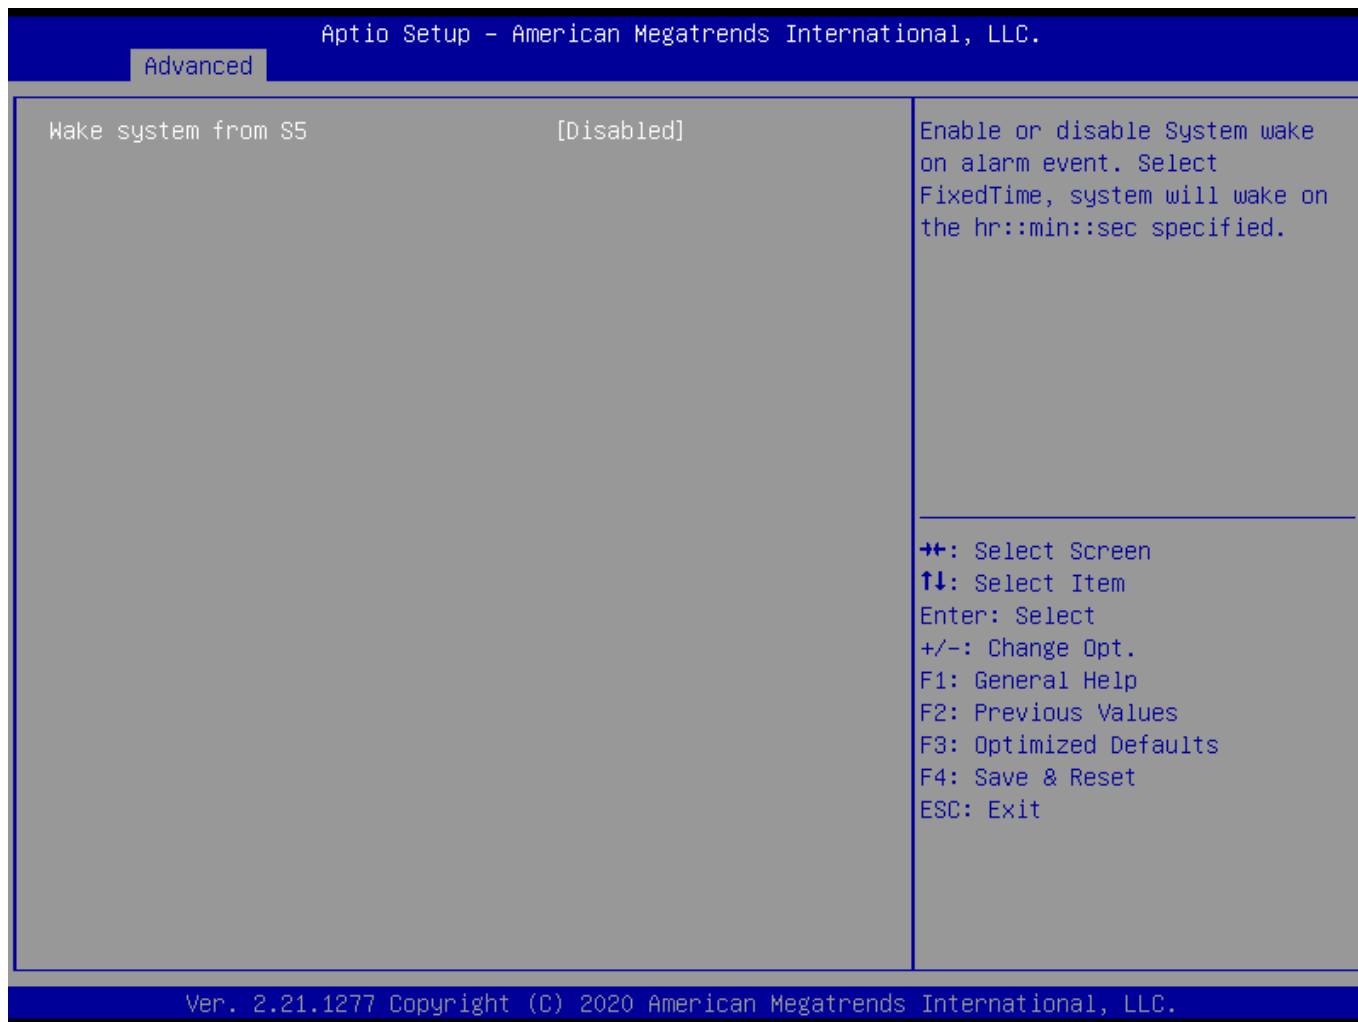 Aptio Setup – American Megatrends International, LLC.
Advanced
Wake system from S5 [Disabled]
Enable or disable System wake
on alarm event. Select
FixedTime, system will wake on
the hr::min::sec specified.
→←: Select Screen
↑↓: Select Item
Enter: Select
+/-: Change Opt.
F1: General Help
F2: Previous Values
F3: Optimized Defaults
F4: Save & Reset
ESC: Exit
Ver. 2.21.1277 Copyright (C) 2020 American Megatrends International, LLC.